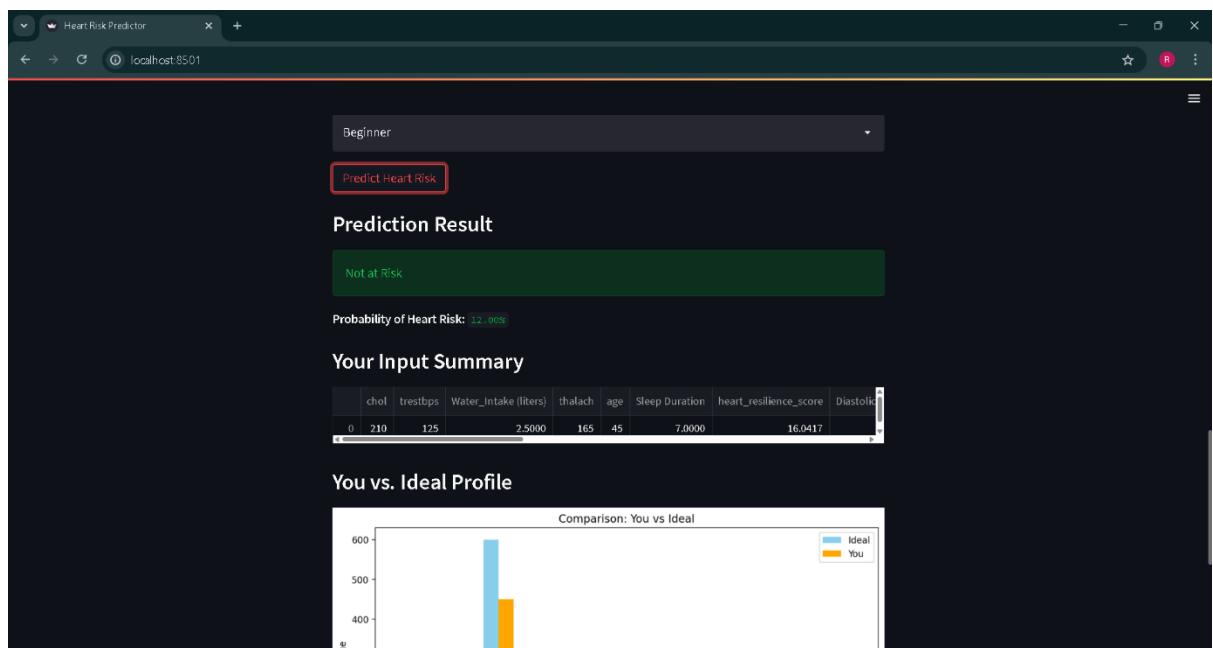 Heart Risk Predictor
localhost:8501
R
Beginner
Predict Heart Risk
Prediction Result
Not at Risk
Probability of Heart Risk: 12.00%
Your Input Summary
chol trestbps Water_Intake (liters) thalach age Sleep Duration heart_resilience_score Diastolic
0 210 125 2.5000 165 45 7.0000 16.0417
You vs. Ideal Profile
Comparison: You vs Ideal
600
Ideal
You
500
400